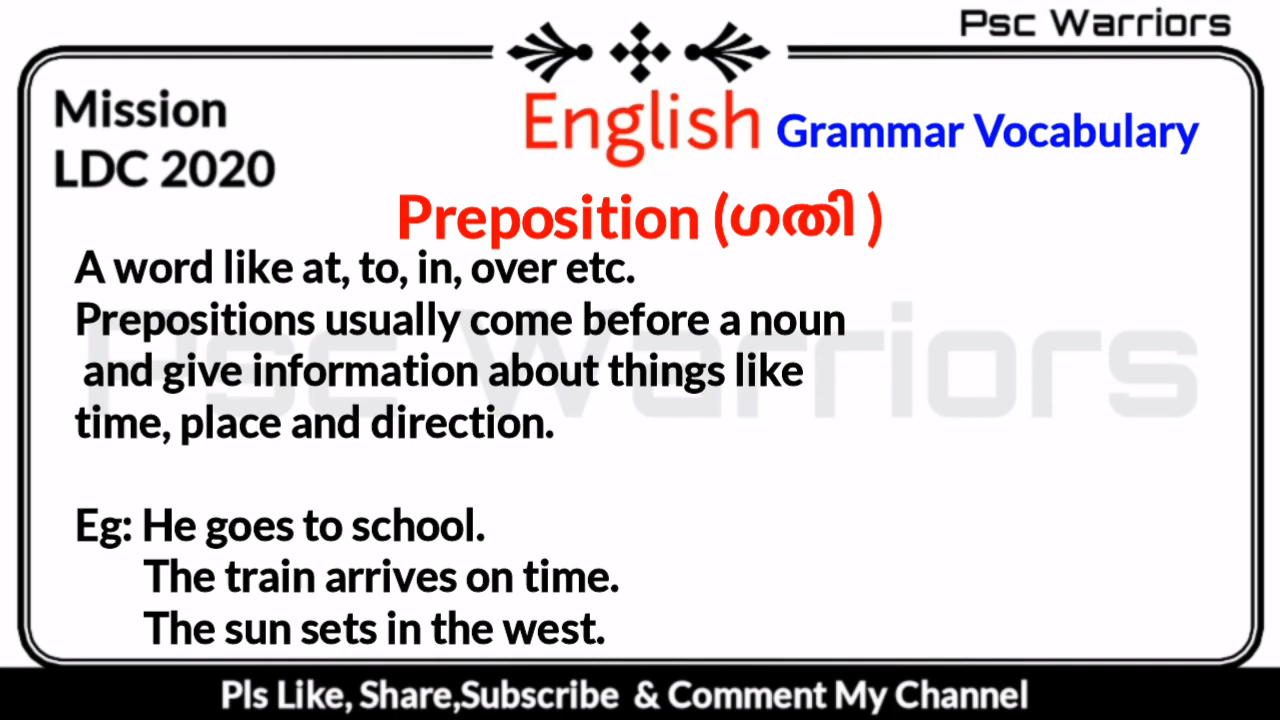 Psc Warriors
Mission
LDC 2020
English Grammar Vocabulary
Preposition (ഗതി )
A word like at, to, in, over etc.
Prepositions usually come before a noun
and give information about things like
time, place and direction.
Psc Warriors
Eg: He goes to school.
The train arrives on time.
The sun sets in the west.
Pls Like, Share,Subscribe & Comment My Channel